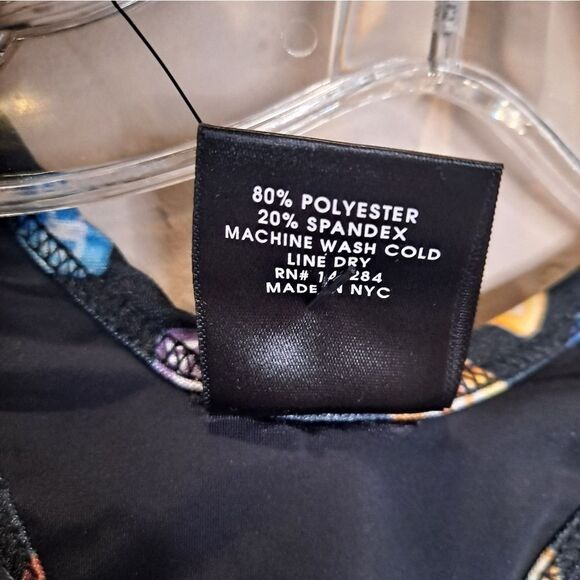 80% POLYESTER
20% SPANDEX
MACHINE WASH COLD
LINE DRY
RN#
MADE IN NYC